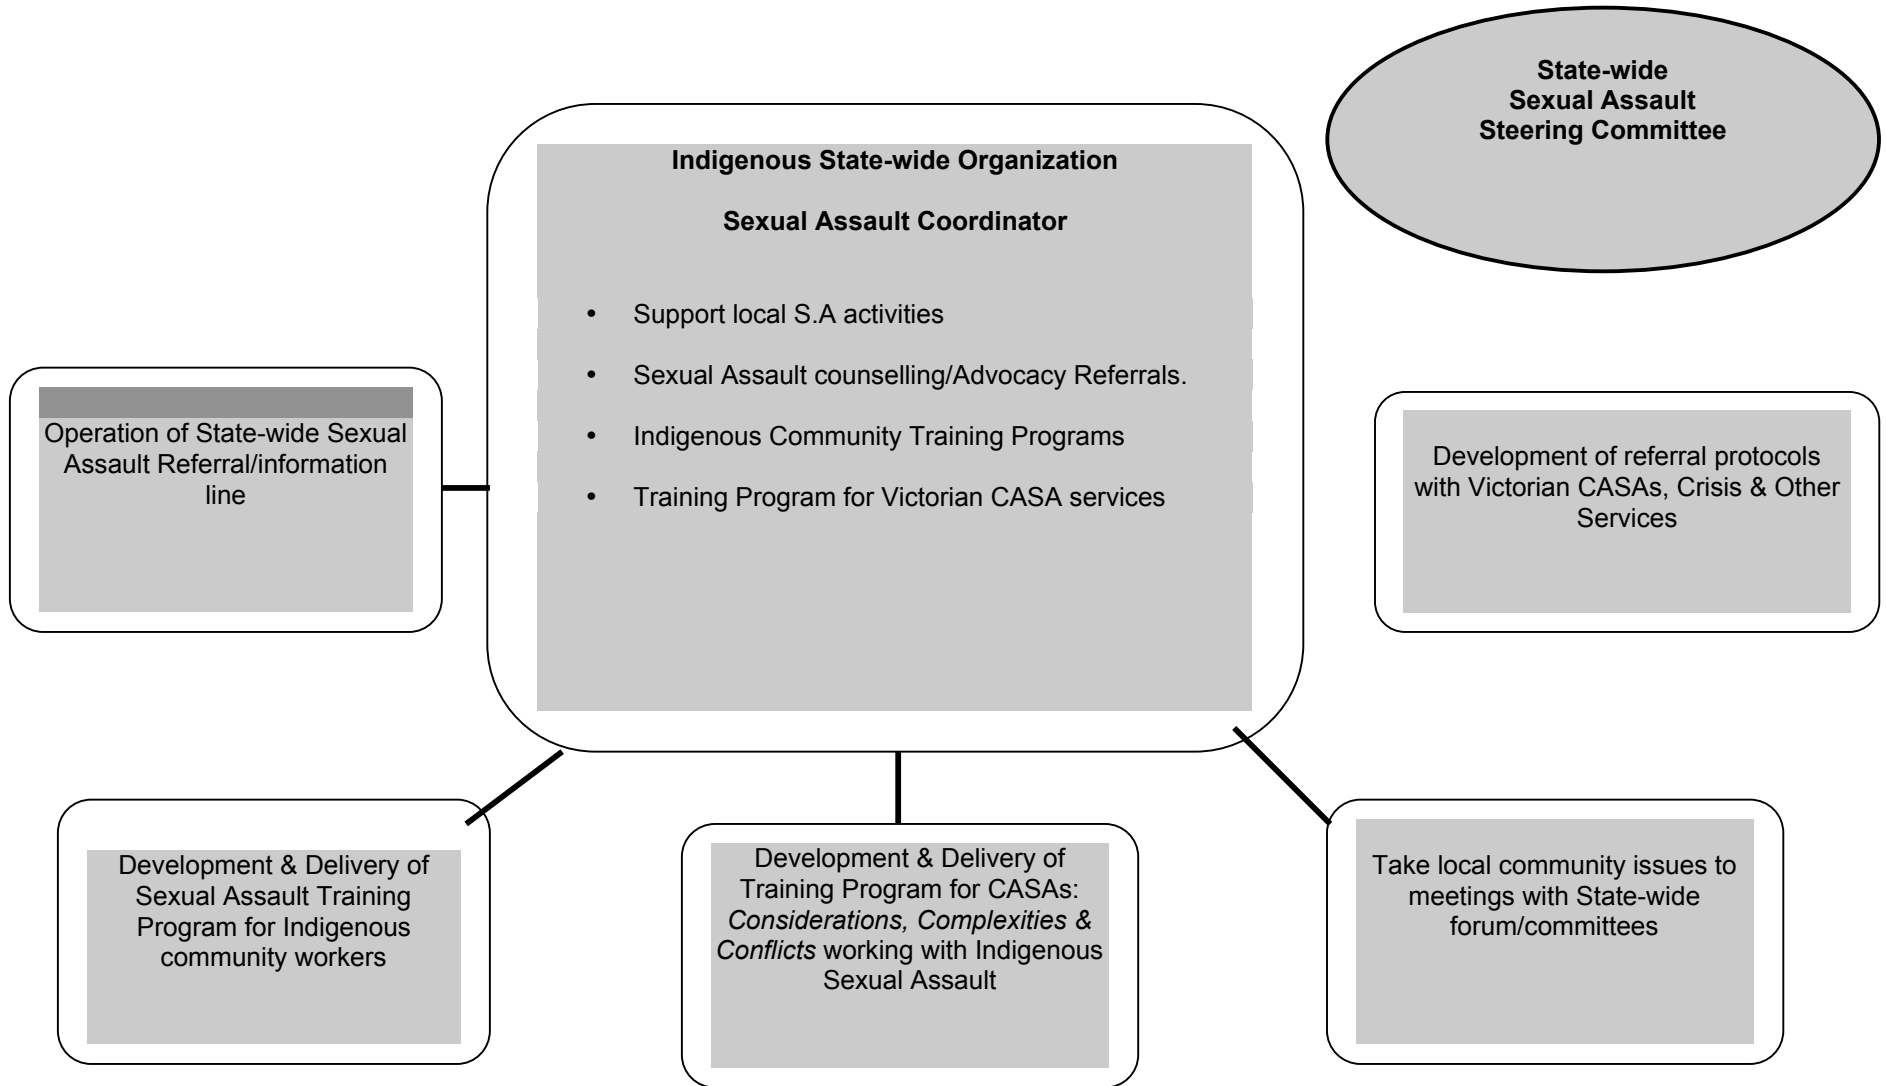 State-wide
Sexual Assault
Steering Committee
Indigenous State-wide Organization
Sexual Assault Coordinator
• Support local S.A activities
• Sexual Assault counselling/Advocacy Referrals.
• Indigenous Community Training Programs
• Training Program for Victorian CASA services
Operation of State-wide Sexual
Assault Referral/information
line
Development of referral protocols
with Victorian CASAs, Crisis & Other
Services
Development & Delivery of
Sexual Assault Training
Program for Indigenous
community workers
Development & Delivery of
Training Program for CASAs:
Considerations, Complexities &
Conflicts working with Indigenous
Sexual Assault
Take local community issues to
meetings with State-wide
forum/committees